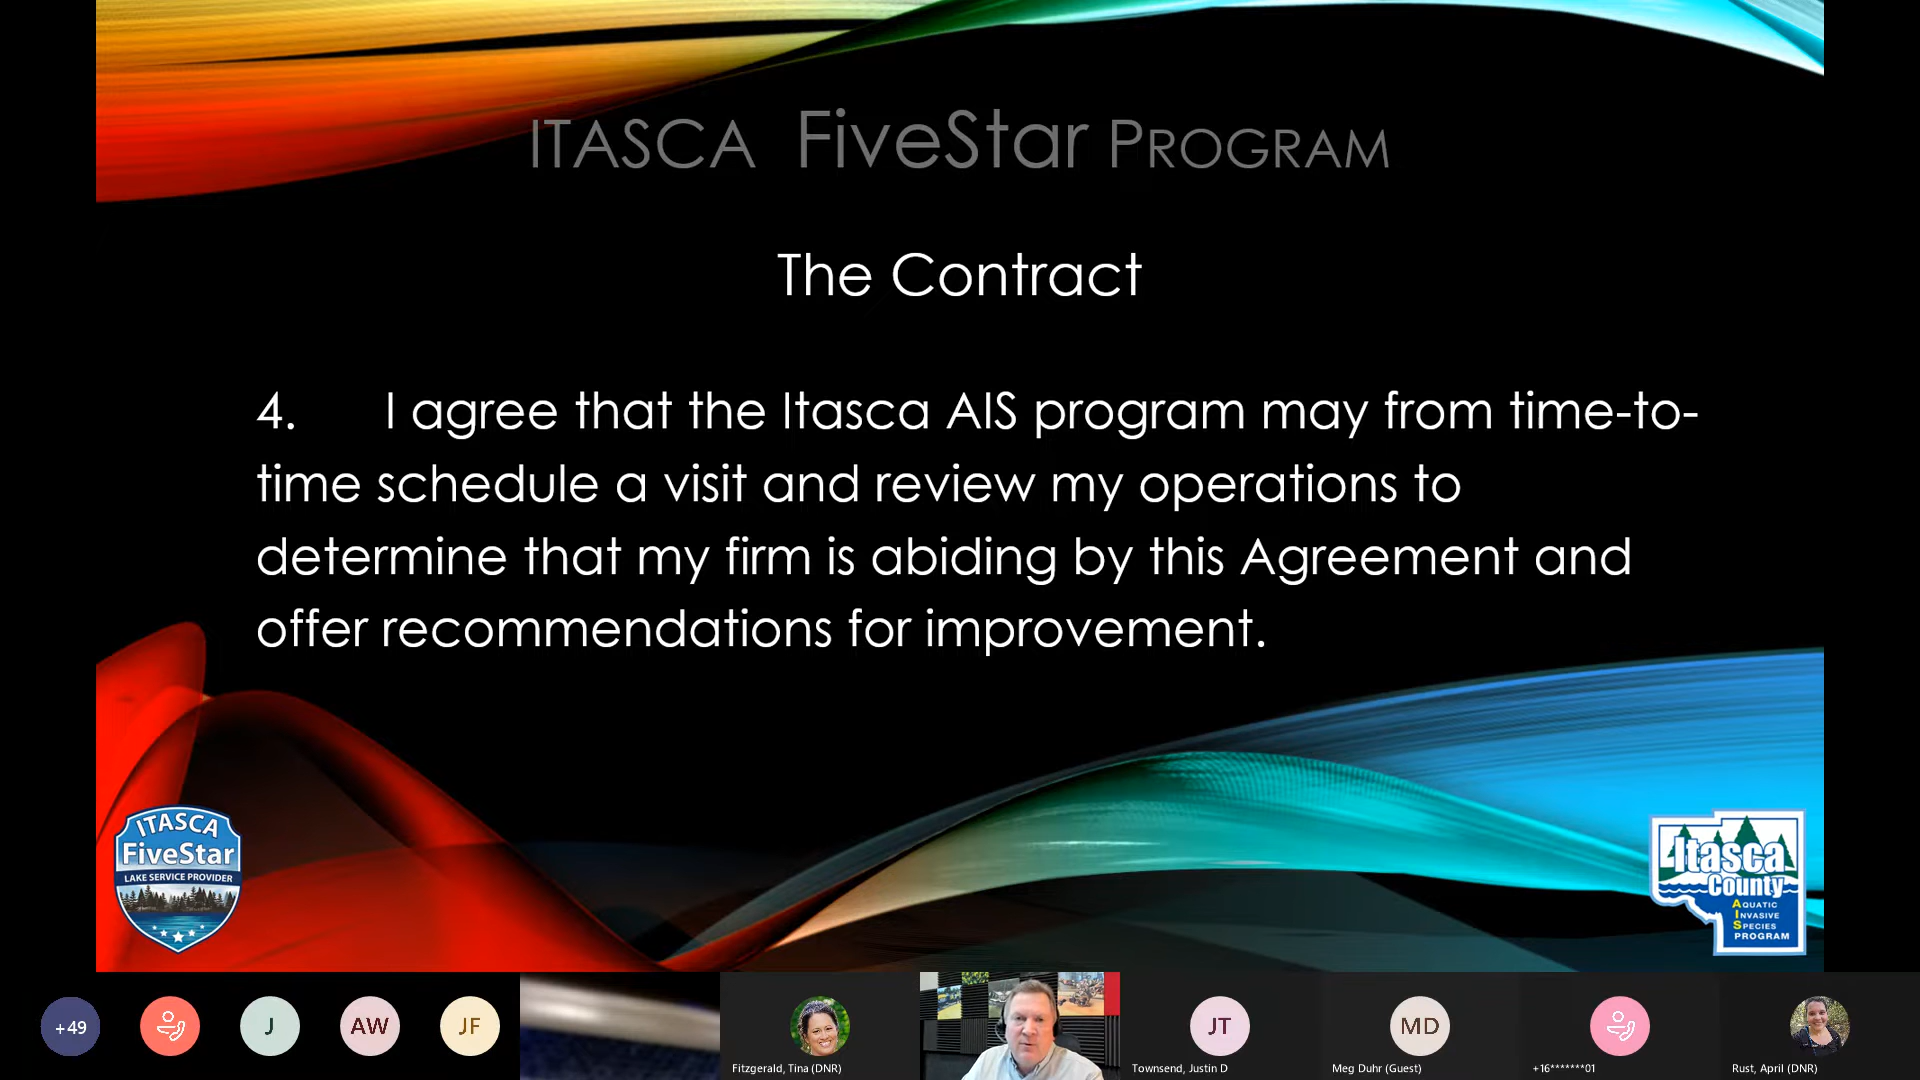 ITASCA FiveStar PROGRAM
The Contract
4. I agree that the Itasca AIS program may from time-to-
time schedule a visit and review my operations to
determine that my firm is abiding by this Agreement and
offer recommendations for improvement.
ITASCA
FiveStar
LAKE SERVICE PROVIDER
Itasca
County
AQUATIC
INVASIVE
SPECIES
PROGRAM
+49
J
AW
JF
JT
MD
Fitzgerald, Tina (DNR)
Townsend, Justin D
Meg Duhr (Guest)
+16*******01
Rust, April (DNR)